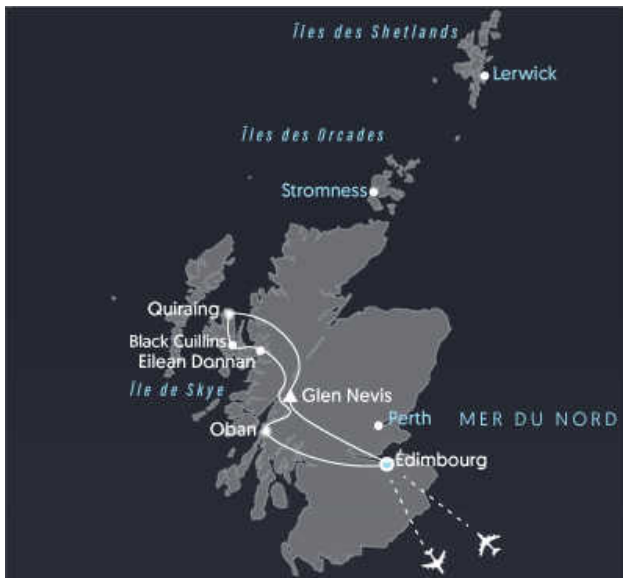 Îles des Shetlands
Lerwick
Îles des Orcades
Stromness
Quiraing
Black Cuillins
Eilean Donnan
Île de Skye
Glen Nevis
Oban
Perth
MER DU NORD
Édimbourg